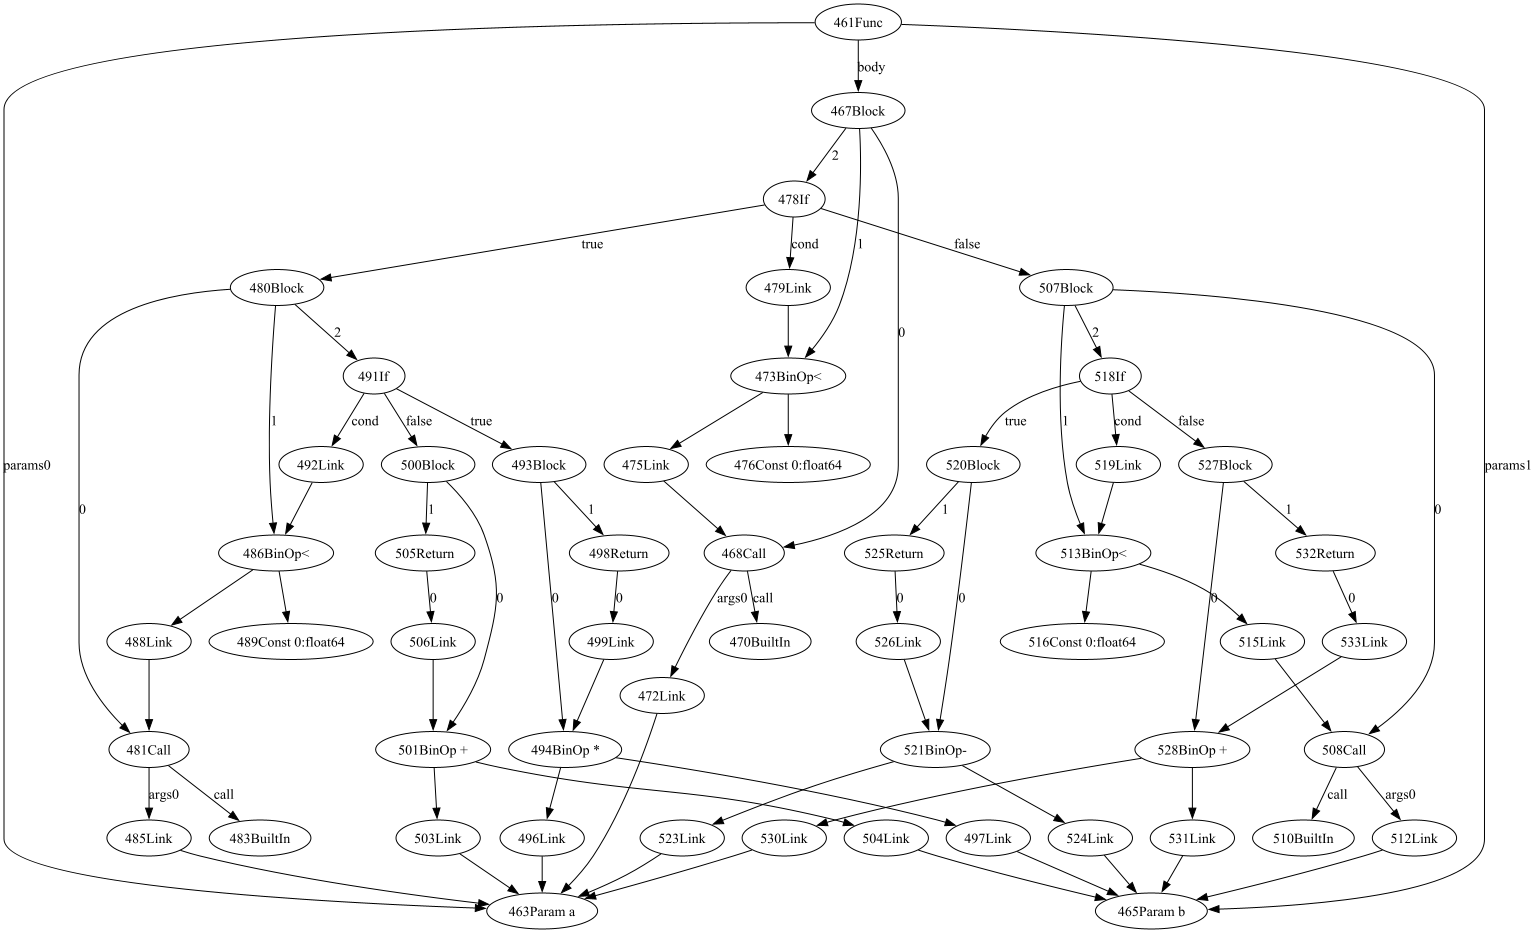 461Func
body
467Block
2
478If
true
cond
false
1
480Block
479Link
507Block
2
0
2
491If
473BinOp<
518If
1
cond
false
true
true
1
cond
false
params0
492Link
500Block
493Block
475Link
476Const 0:float64
520Block
519Link
527Block
params1
0
1
1
1
1
0
486BinOp<
505Return
498Return
468Call
525Return
513BinOp<
532Return
0
0
0
0
args0
call
0
0
0
0
488Link
489Const 0:float64
506Link
499Link
470BuiltIn
526Link
516Const 0:float64
515Link
533Link
472Link
481Call
501BinOp +
494BinOp *
521BinOp-
528BinOp +
508Call
args0
call
call
args0
485Link
483BuiltIn
503Link
496Link
523Link
530Link
504Link
497Link
524Link
531Link
510BuiltIn
512Link
463Param a
465Param b